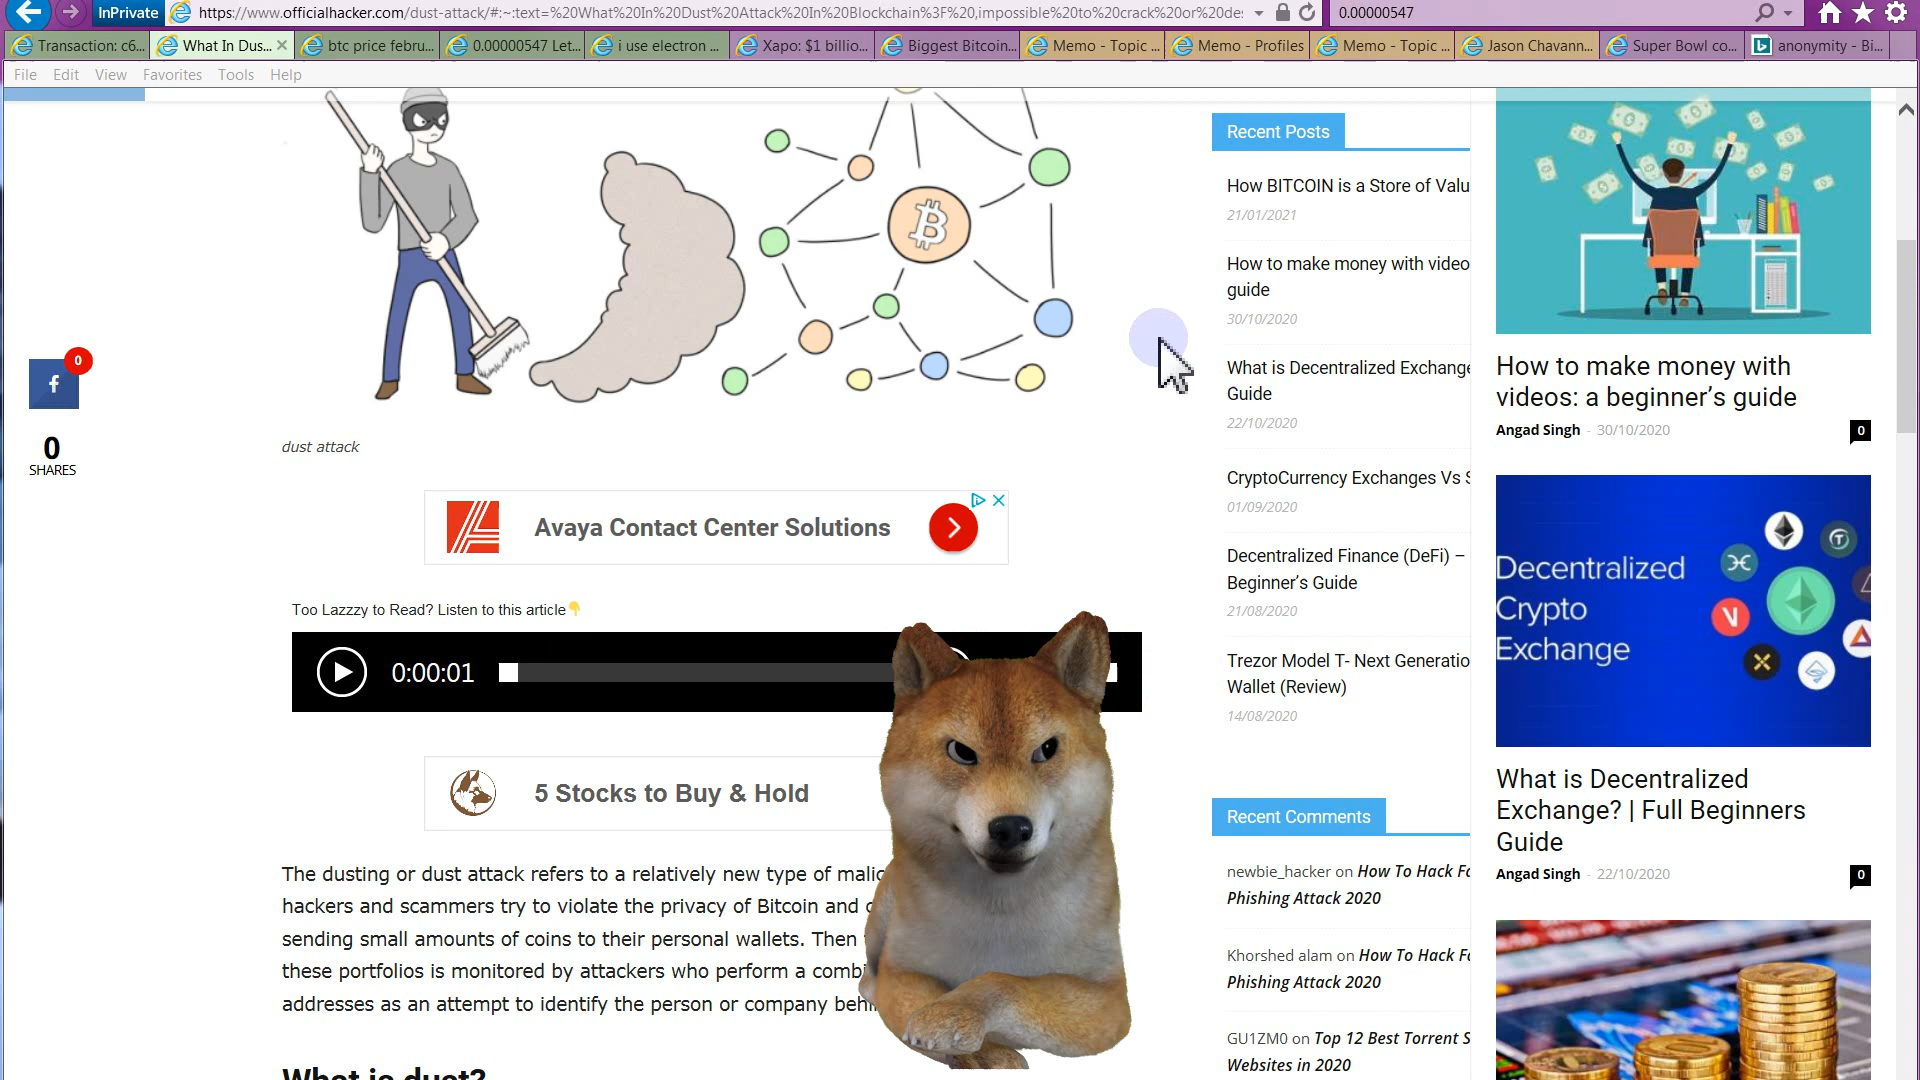 InPrivate
https://www.officialhacker.com/dust-attack/#:~:text=%20What%20In%20Dust%20Attack%20In%20Blockchain%3F%20,impossible%20to%20crack%20or%20de
0.00000547
Transaction: c6...
What In Dus...
btc price febru...
0.00000547 Let...
i use electron ...
Xapo: $1 billio...
Biggest Bitcoin...
Memo - Topic ...
Memo - Profiles
Memo - Topic ...
Jason Chavann...
Super Bowl co...
anonymity - Bi...
File Edit View Favorites Tools Help
0
0
SHARES
dust attack
Avaya Contact Center Solutions
Too Lazzzy to Read? Listen to this article👇
0:00:01
5 Stocks to Buy & Hold
The dusting or dust attack refers to a relatively new type of malic
hackers and scammers try to violate the privacy of Bitcoin and
sending small amounts of coins to their personal wallets. Then
these portfolios is monitored by attackers who perform a combi
addresses as an attempt to identify the person or company behi
What is dust?
Recent Posts
How BITCOIN is a Store of Valu
21/01/2021
How to make money with video
guide
30/10/2020
What is Decentralized Exchange
Guide
22/10/2020
CryptoCurrency Exchanges Vs S
01/09/2020
Decentralized Finance (DeFi) –
Beginner’s Guide
21/08/2020
Trezor Model T- Next Generatio
Wallet (Review)
14/08/2020
Recent Comments
newbie_hacker on How To Hack Fa
Phishing Attack 2020
Khorshed alam on How To Hack Fa
Phishing Attack 2020
GU1ZM0 on Top 12 Best Torrent S
Websites in 2020
How to make money with
videos: a beginner’s guide
Angad Singh - 30/10/2020
0
Decentralized
Crypto
Exchange
What is Decentralized
Exchange? | Full Beginners
Guide
Angad Singh - 22/10/2020
0